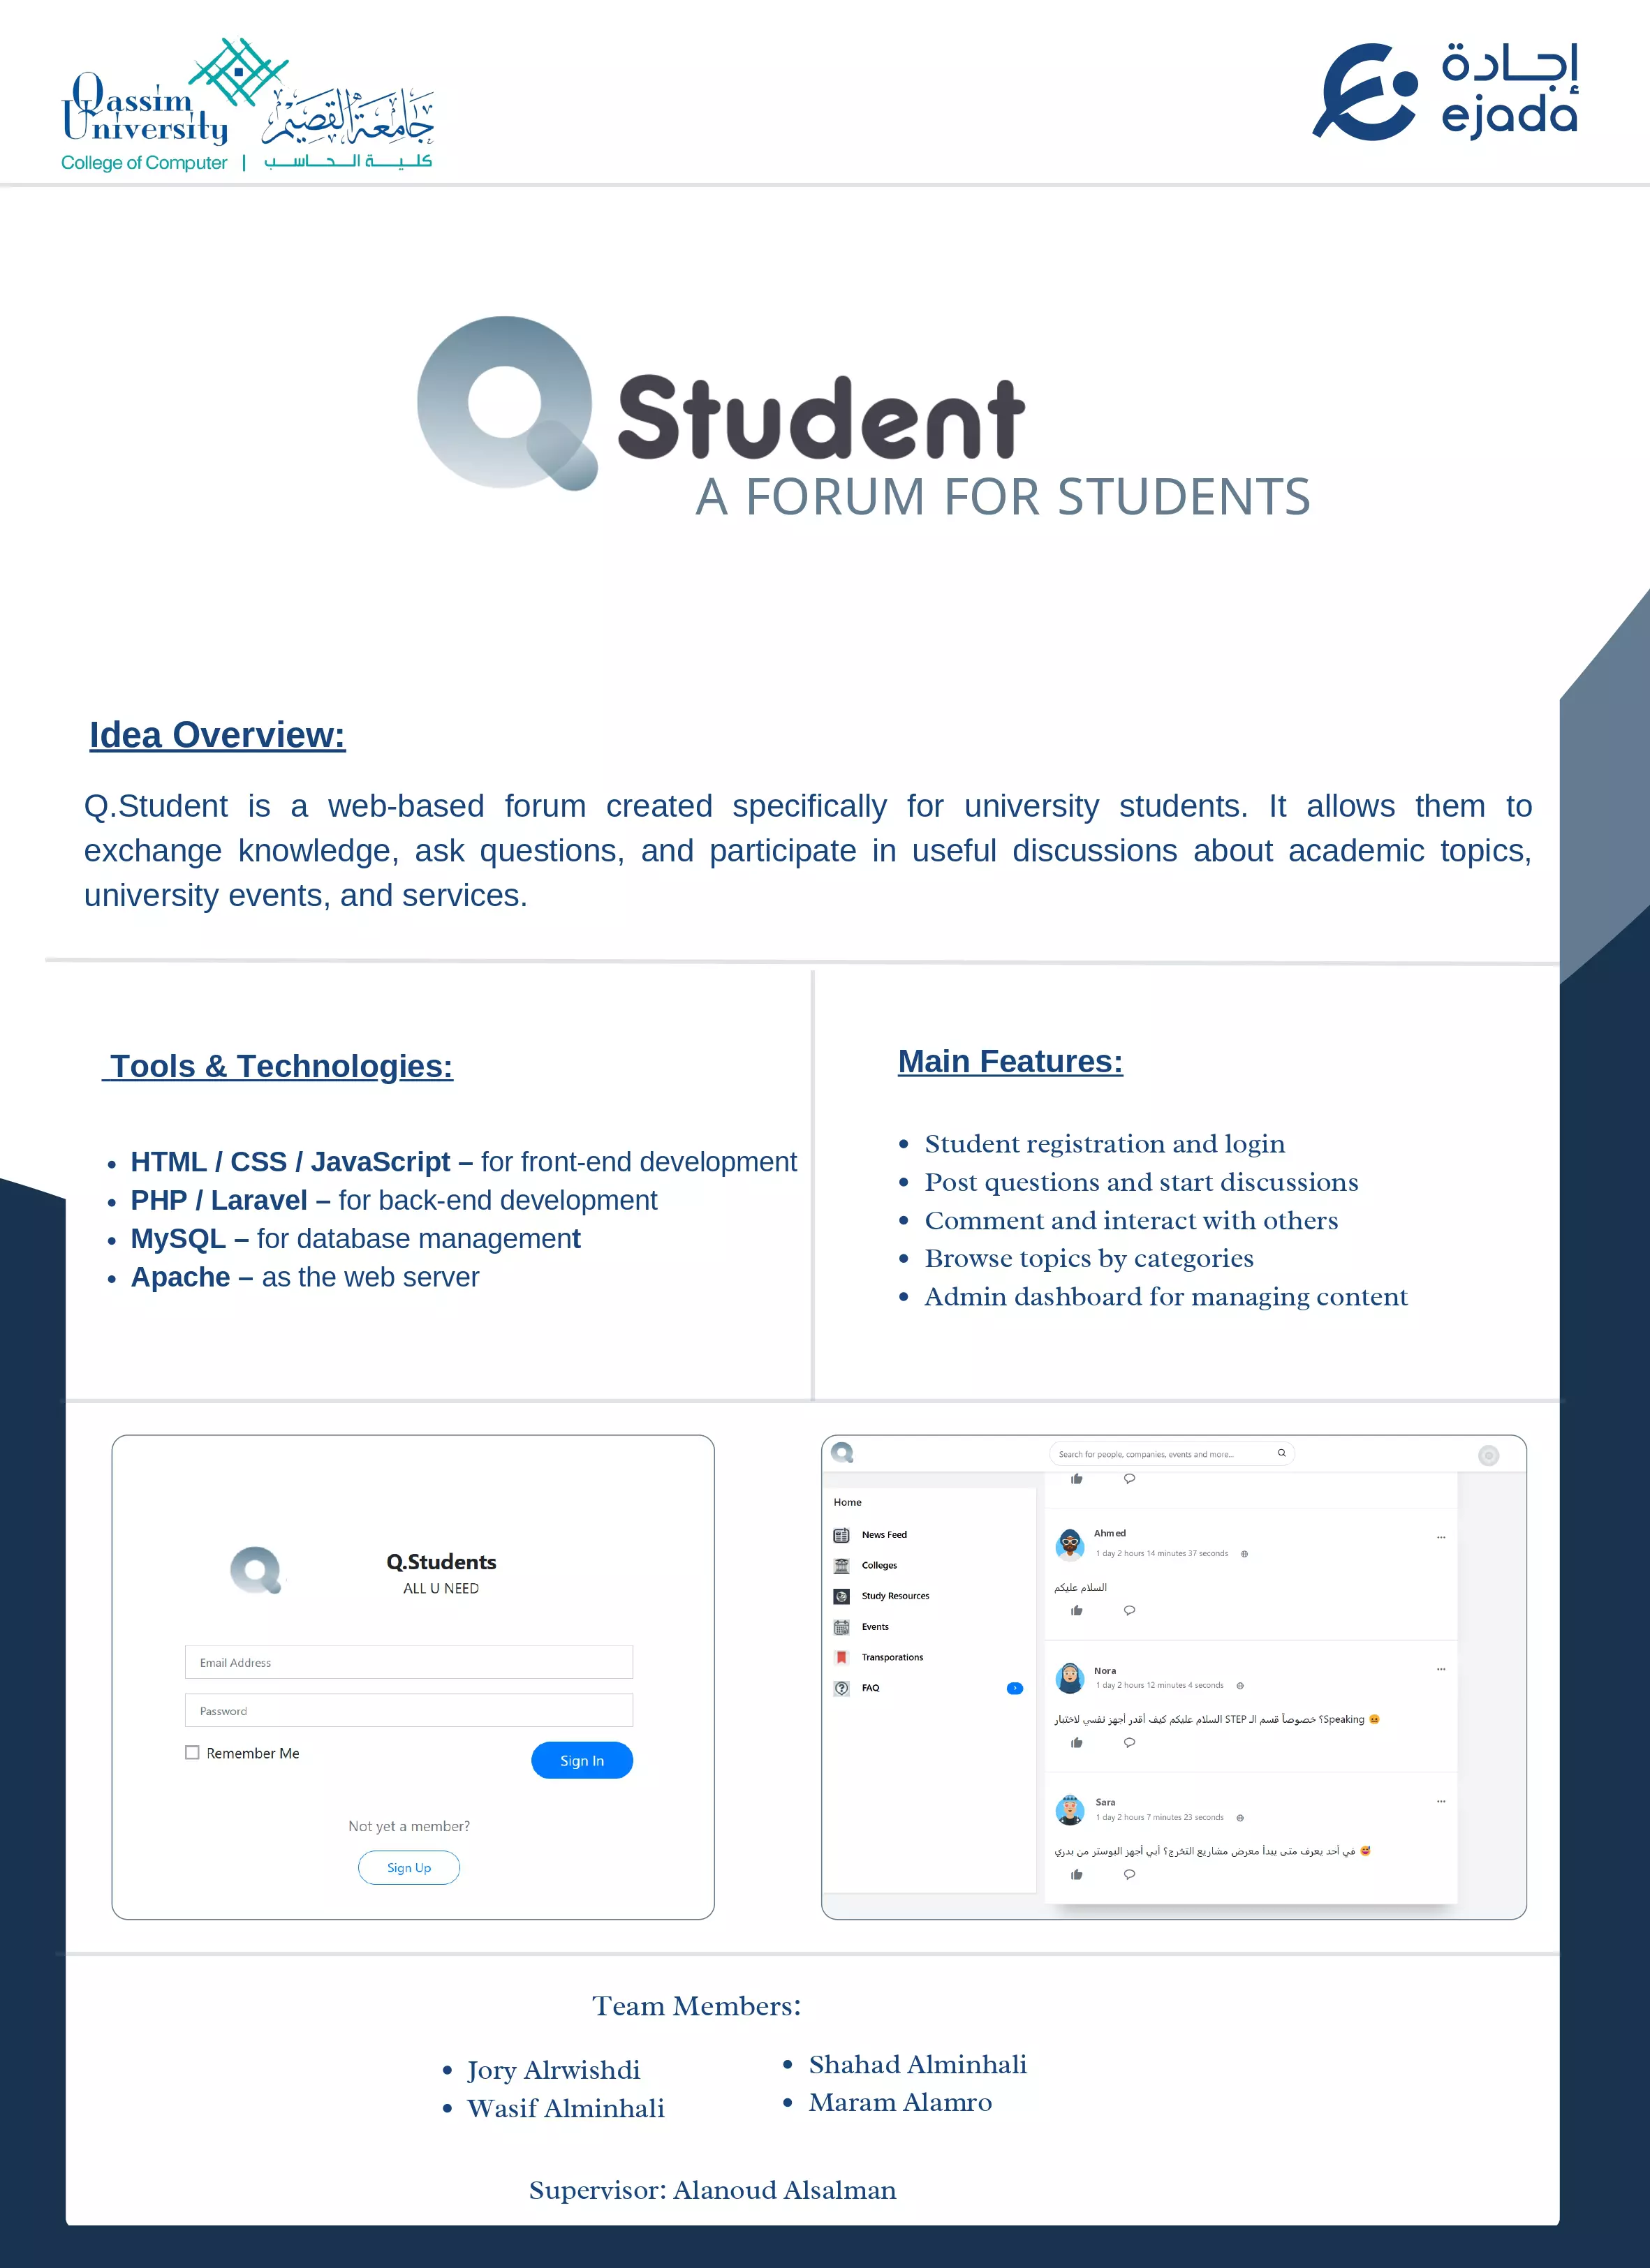 Qassim
University
جامعة القصيم
College of Computer | كلية الحاسب
إجادة
ejada
Q Student
A FORUM FOR STUDENTS
Idea Overview:
Q.Student is a web-based forum created specifically for university students. It allows them to
exchange knowledge, ask questions, and participate in useful discussions about academic topics,
university events, and services.
Tools & Technologies:
• HTML / CSS / JavaScript – for front-end development
• PHP / Laravel – for back-end development
• MySQL – for database management
• Apache – as the web server
Main Features:
• Student registration and login
• Post questions and start discussions
• Comment and interact with others
• Browse topics by categories
• Admin dashboard for managing content
Q.Students
ALL U NEED
Email Address
Password
Remember Me
Sign In
Not yet a member?
Sign Up
Search for people, companies, events and more...
Home
News Feed
Colleges
Study Resources
Events
Transporations
FAQ
Ahmed
1 day 2 hours 14 minutes 37 seconds
السلام عليكم
Nora
1 day 2 hours 12 minutes 4 seconds
السلام عليكم كيف أقدر أجهز نفسي لاختبار STEP خصوصاً قسم الـ ؟Speaking 😖
Sara
1 day 2 hours 7 minutes 23 seconds
في أحد يعرف متى يبدأ معرض مشاريع التخرج؟ أبي أجهز البوستر من بدري 😅
Team Members:
• Jory Alrwishdi
• Wasif Alminhali
• Shahad Alminhali
• Maram Alamro
Supervisor: Alanoud Alsalman